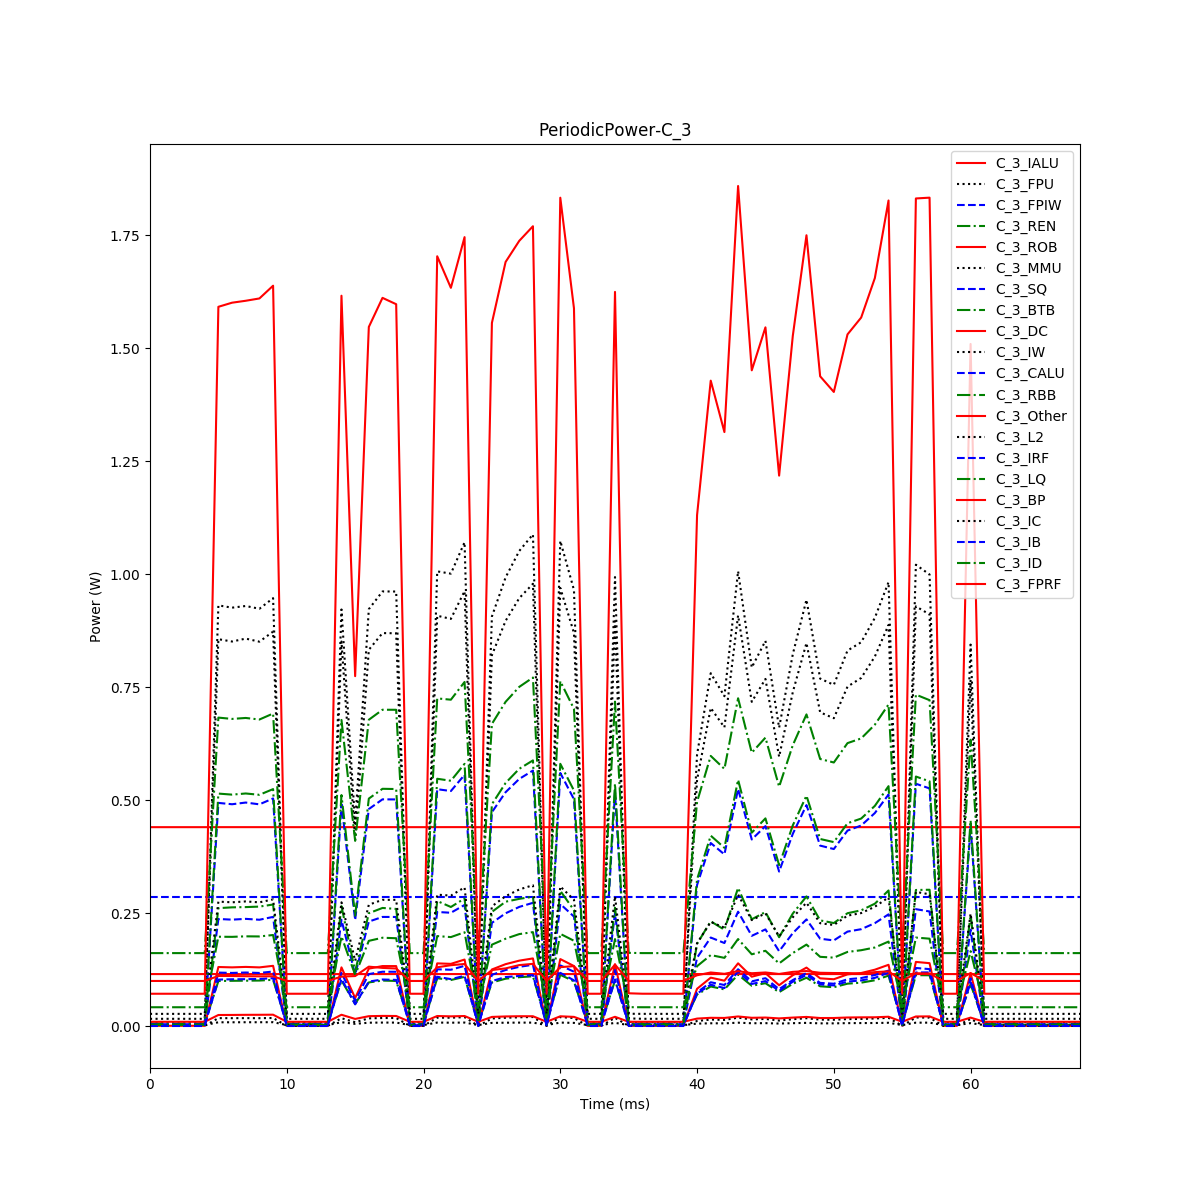 PeriodicPower-C_3
C_3_IALU
C_3_FPU
C_3_FPIW
C_3_REN
C_3_ROB
C_3_MMU
C_3_SQ
C_3_BTB
C_3_DC
C_3_IW
C_3_CALU
C_3_RBB
C_3_Other
C_3_L2
C_3_IRF
C_3_LQ
C_3_BP
C_3_IC
C_3_IB
C_3_ID
C_3_FPRF
Power (W)
1.75
1.50
1.25
1.00
0.75
0.50
0.25
0.00
0 10 20 30 40 50 60
Time (ms)